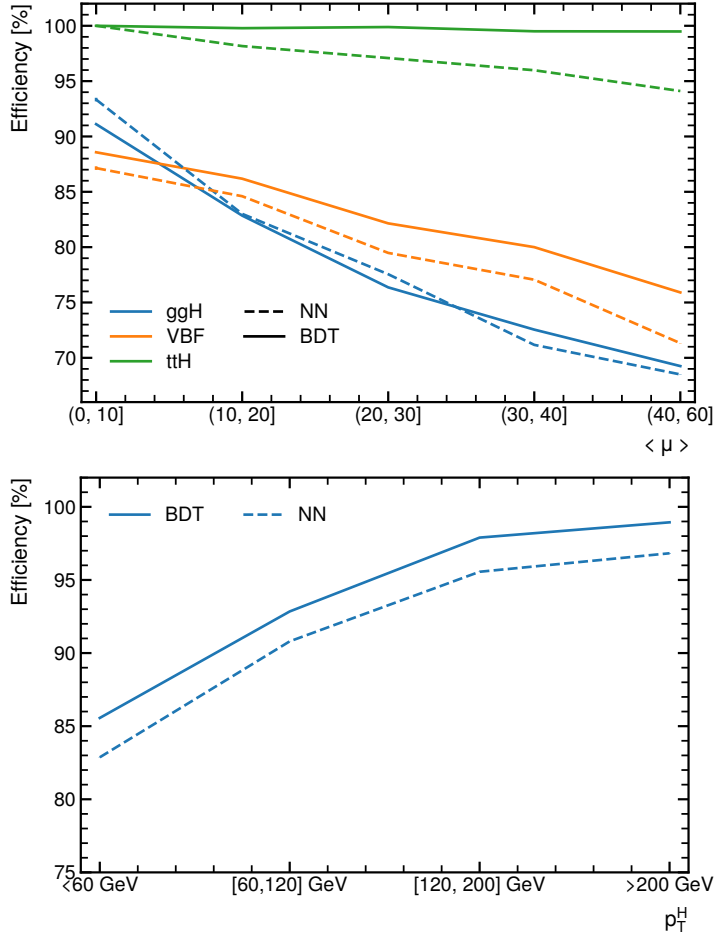 Efficiency [%]
100
95
90
85
80
75
70
ggH
VBF
ttH
NN
BDT
(0, 10]
(10, 20]
(20, 30]
(30, 40]
(40, 60]
< μ >
Efficiency [%]
100
95
90
85
80
75
BDT
NN
<60 GeV
[60,120] GeV
[120, 200] GeV
>200 GeV
p_T^H